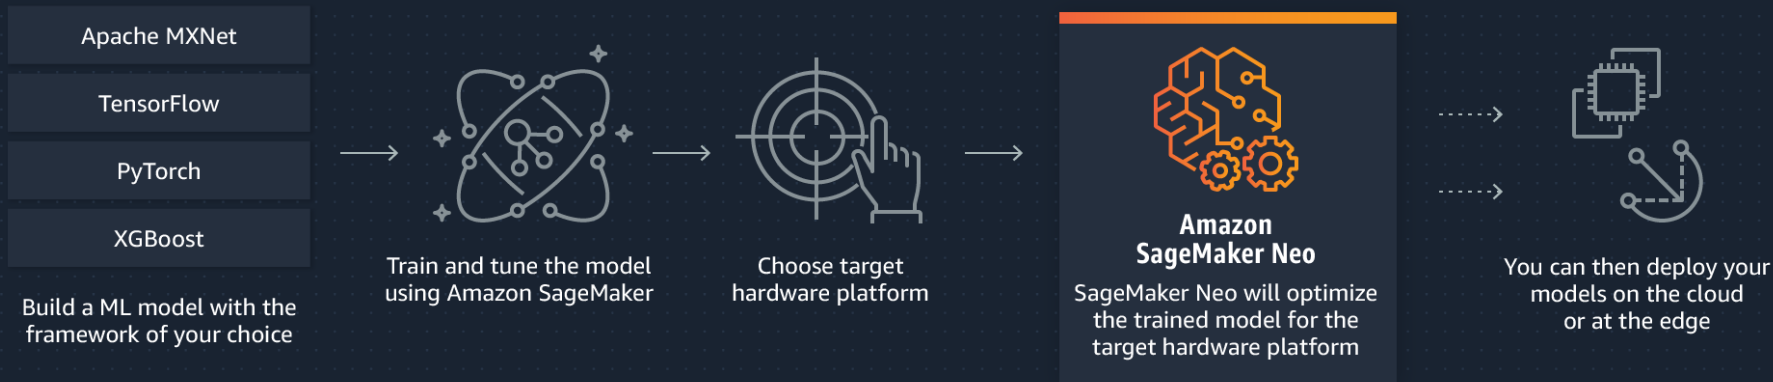 Apache MXNet
TensorFlow
PyTorch
XGBoost
Build a ML model with the
framework of your choice
Train and tune the model
using Amazon SageMaker
Choose target
hardware platform
Amazon
SageMaker Neo
SageMaker Neo will optimize
the trained model for the
target hardware platform
You can then deploy your
models on the cloud
or at the edge